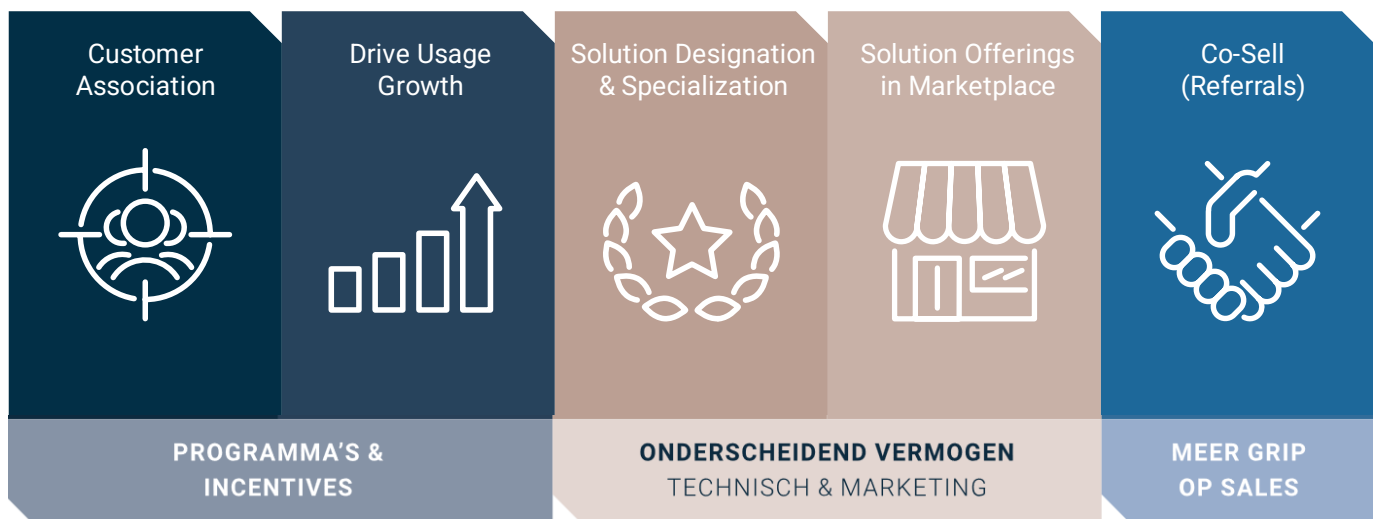 Customer
Association
Drive Usage
Growth
Solution Designation
& Specialization
Solution Offerings
in Marketplace
Co-Sell
(Referrals)
PROGRAMMA’S &
INCENTIVES
ONDERSCHEIDEND VERMOGEN
TECHNISCH & MARKETING
MEER GRIP
OP SALES